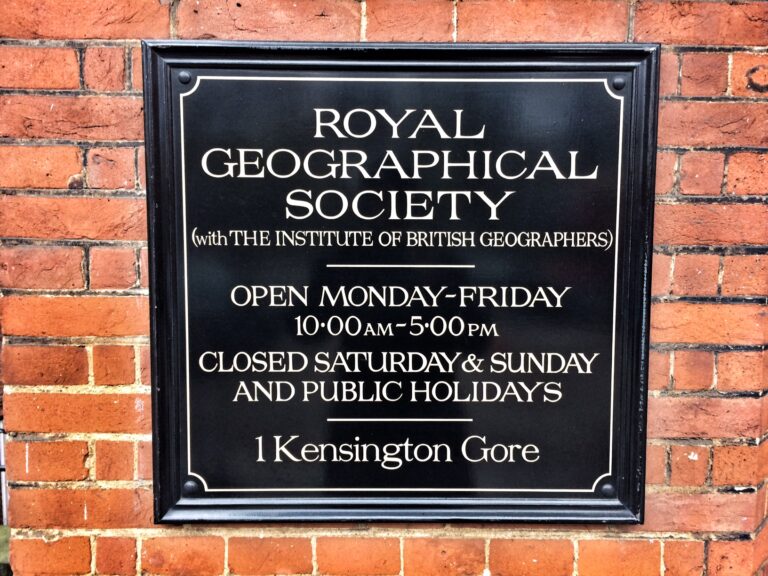 ROYAL
GEOGRAPHICAL
SOCIETY
(with THE INSTITUTE OF BRITISH GEOGRAPHERS)
OPEN MONDAY-FRIDAY
10·00AM-5·00PM
CLOSED SATURDAY & SUNDAY
AND PUBLIC HOLIDAYS
1 Kensington Gore